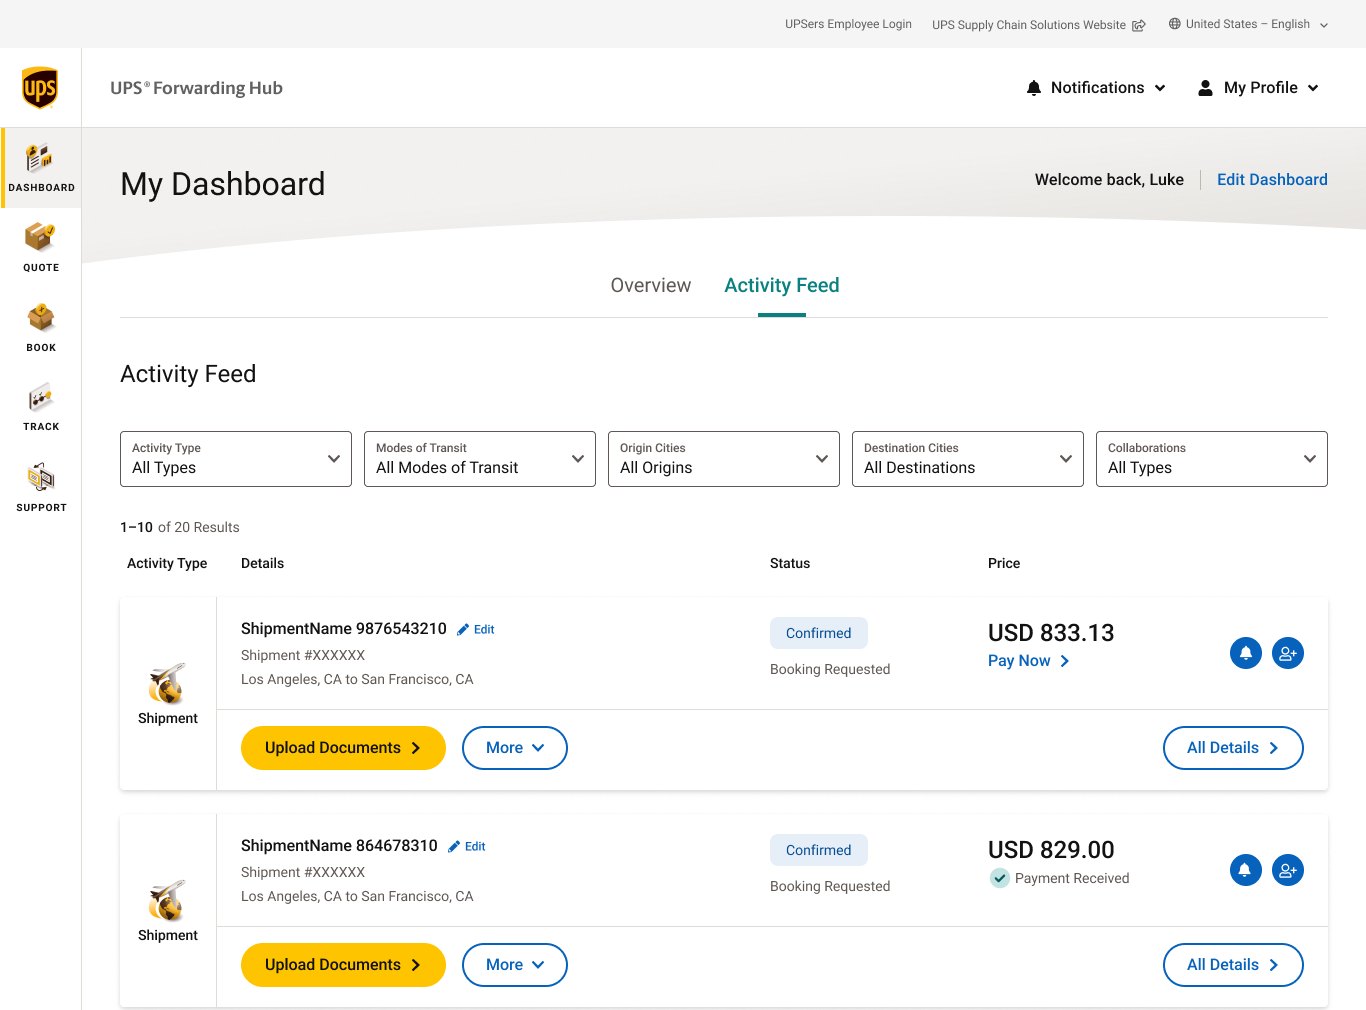 UPSers Employee Login
UPS Supply Chain Solutions Website
United States – English
ups
UPS® Forwarding Hub
Notifications
My Profile
DASHBOARD
QUOTE
BOOK
TRACK
SUPPORT
My Dashboard
Welcome back, Luke
Edit Dashboard
Overview
Activity Feed
Activity Feed
Activity Type
All Types
Modes of Transit
All Modes of Transit
Origin Cities
All Origins
Destination Cities
All Destinations
Collaborations
All Types
1–10 of 20 Results
Activity Type
Details
Status
Price
Shipment
ShipmentName 9876543210
Edit
Shipment #XXXXXX
Los Angeles, CA to San Francisco, CA
Confirmed
Booking Requested
USD 833.13
Pay Now
Upload Documents
More
All Details
Shipment
ShipmentName 864678310
Edit
Shipment #XXXXXX
Los Angeles, CA to San Francisco, CA
Confirmed
Booking Requested
USD 829.00
Payment Received
Upload Documents
More
All Details